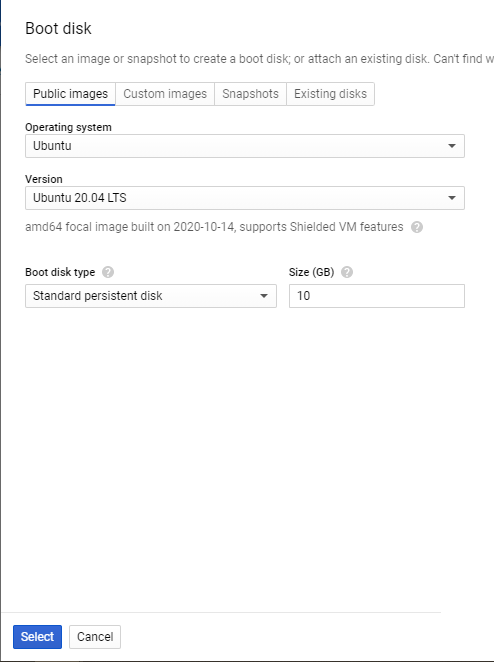 Boot disk
Select an image or snapshot to create a boot disk; or attach an existing disk. Can't find
Public images Custom images Snapshots Existing disks
Operating system
Ubuntu
Version
Ubuntu 20.04 LTS
amd64 focal image built on 2020-10-14, supports Shielded VM features ?
Boot disk type ? Size (GB) ?
Standard persistent disk 10
Select Cancel